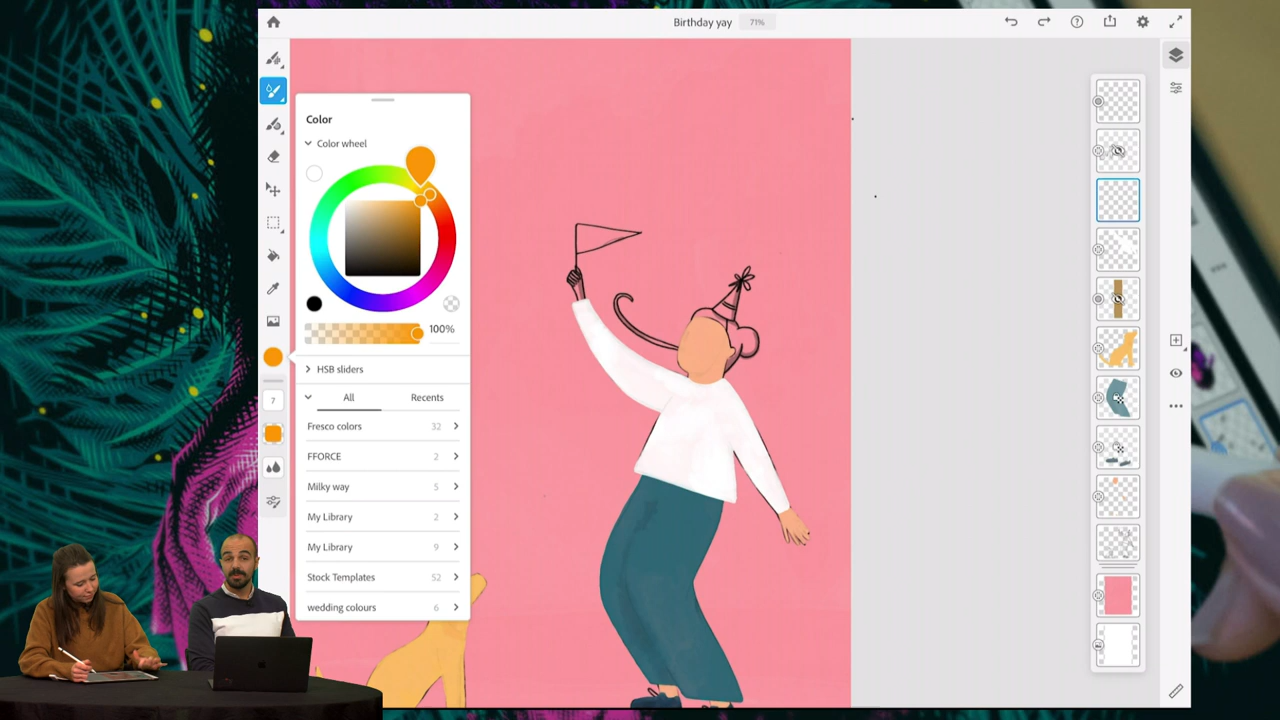 Birthday yay 71%
Color
Color wheel
100%
HSB sliders
All Recents
7
Fresco colors 32
FFORCE 2
Milky way 5
My Library 2
My Library 9
Stock Templates 52
wedding colours 6